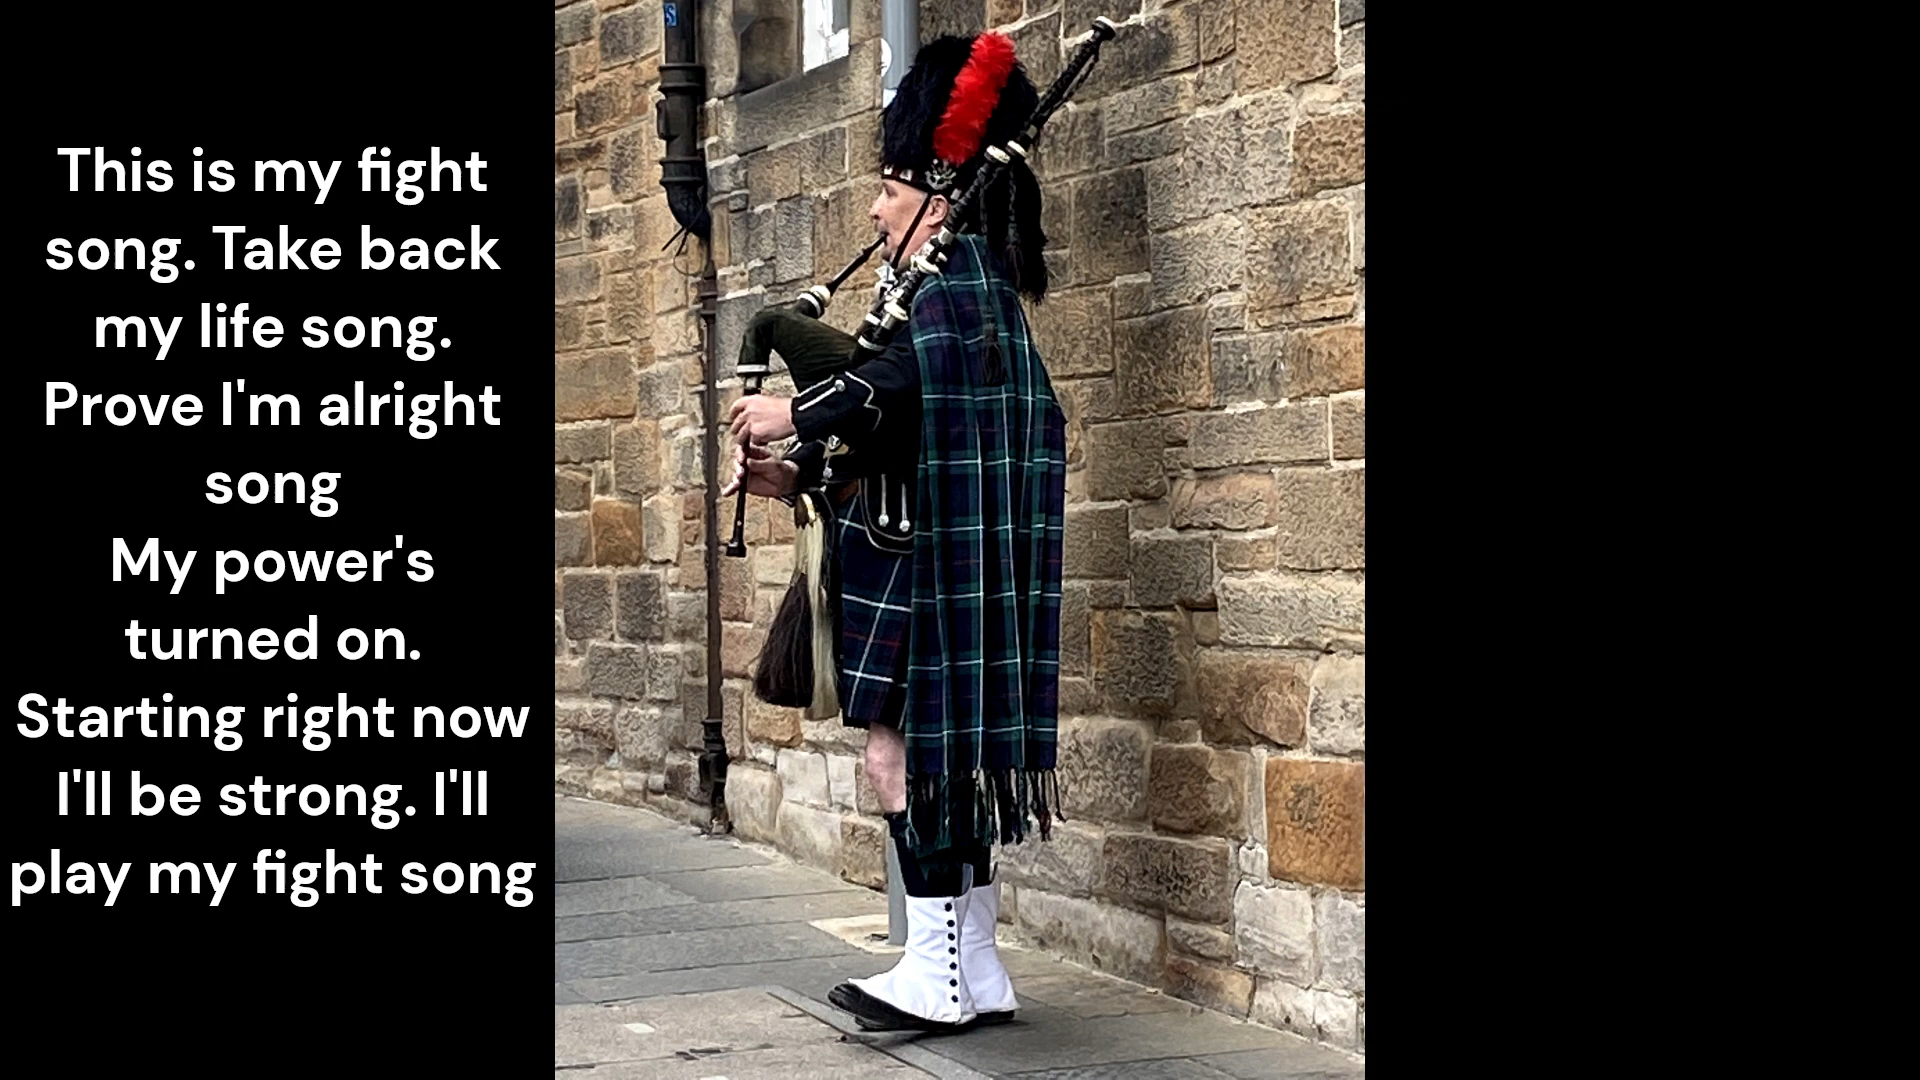 This is my fight
song. Take back
my life song.
Prove I'm alright
song
My power's
turned on.
Starting right now
I'll be strong. I'll
play my fight song